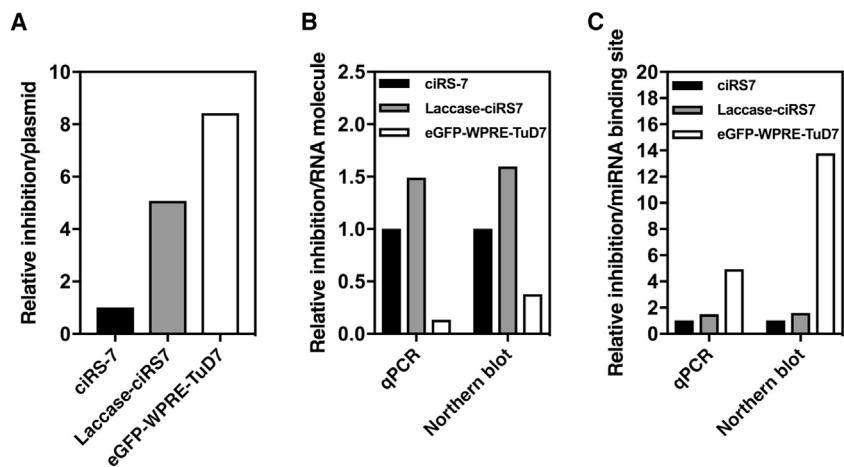 A
Relative inhibition/plasmid
10
8
6
4
2
0
ciRS-7
Laccase-ciRS7
eGFP-WPRE-TuD7
B
Relative inhibition/RNA molecule
2.5
2.0
1.5
1.0
0.5
0.0
ciRS-7
Laccase-ciRS7
eGFP-WPRE-TuD7
qPCR
Northern blot
C
Relative inhibition/miRNA binding site
20
18
16
14
12
10
8
6
4
2
0
ciRS7
Laccase-ciRS7
eGFP-WPRE-TuD7
qPCR
Northern blot